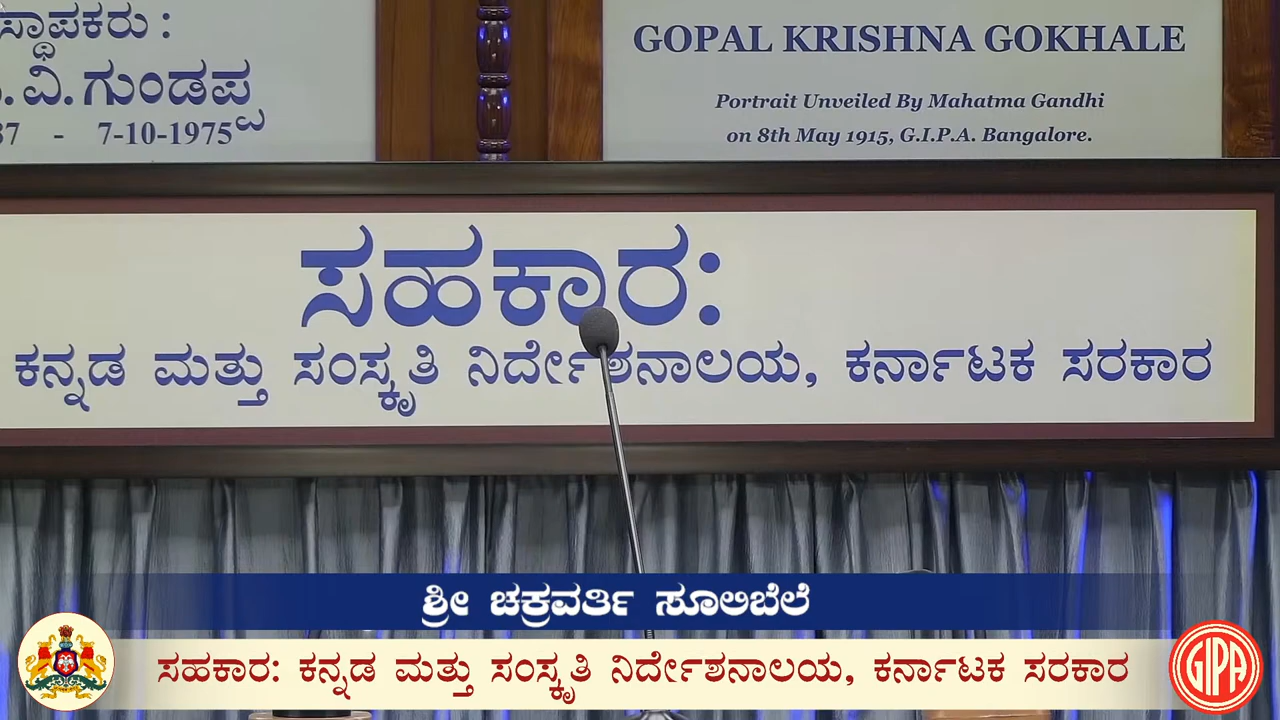 ಸ್ಥಾಪಕರು :
.ವಿ. ಗುಂಡಪ್ಪ
- 7-10-1975
GOPAL KRISHNA GOKHALE
Portrait Unveiled By Mahatma Gandhi
on 8th May 1915, G.I.P.A. Bangalore.
ಸಹಕಾರ:
ಕನ್ನಡ ಮತ್ತು ಸಂಸ್ಕೃತಿ ನಿರ್ದೇಶನಾಲಯ, ಕರ್ನಾಟಕ ಸರಕಾರ
ಶ್ರೀ ಚಕ್ರವರ್ತಿ ಸೂಲಿಬೆಲೆ
ಸಹಕಾರ: ಕನ್ನಡ ಮತ್ತು ಸಂಸ್ಕೃತಿ ನಿರ್ದೇಶನಾಲಯ, ಕರ್ನಾಟಕ ಸರಕಾರ
GIPA